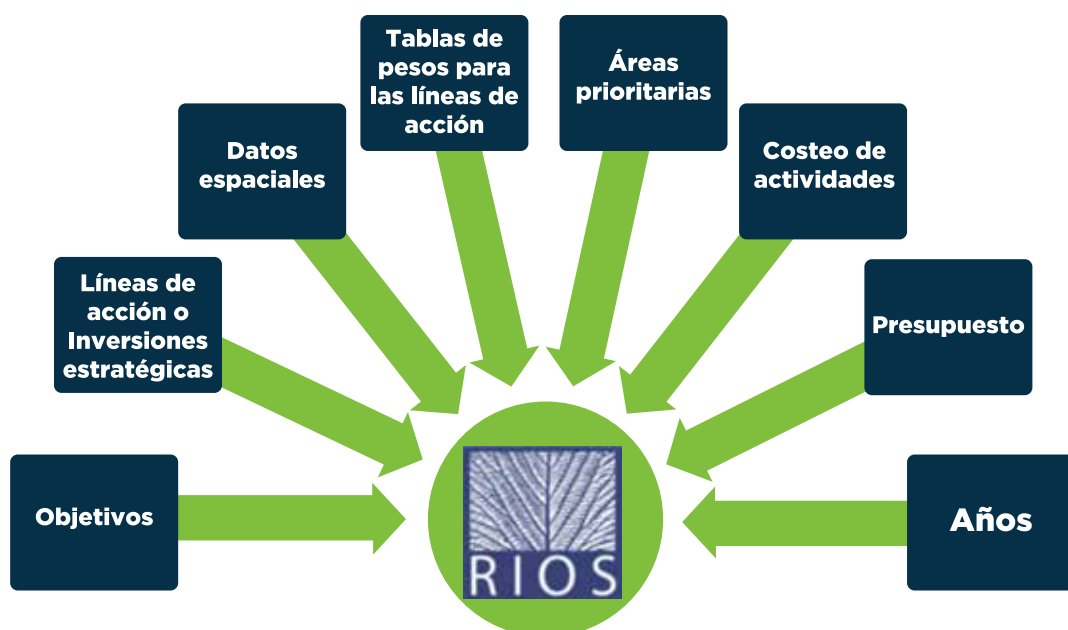 Tablas de
pesos para
las líneas de
acción
Áreas
prioritarias
Datos
espaciales
Costeo de
actividades
Líneas de
acción o
Inversiones
estratégicas
Presupuesto
Objetivos
Años
RIOS